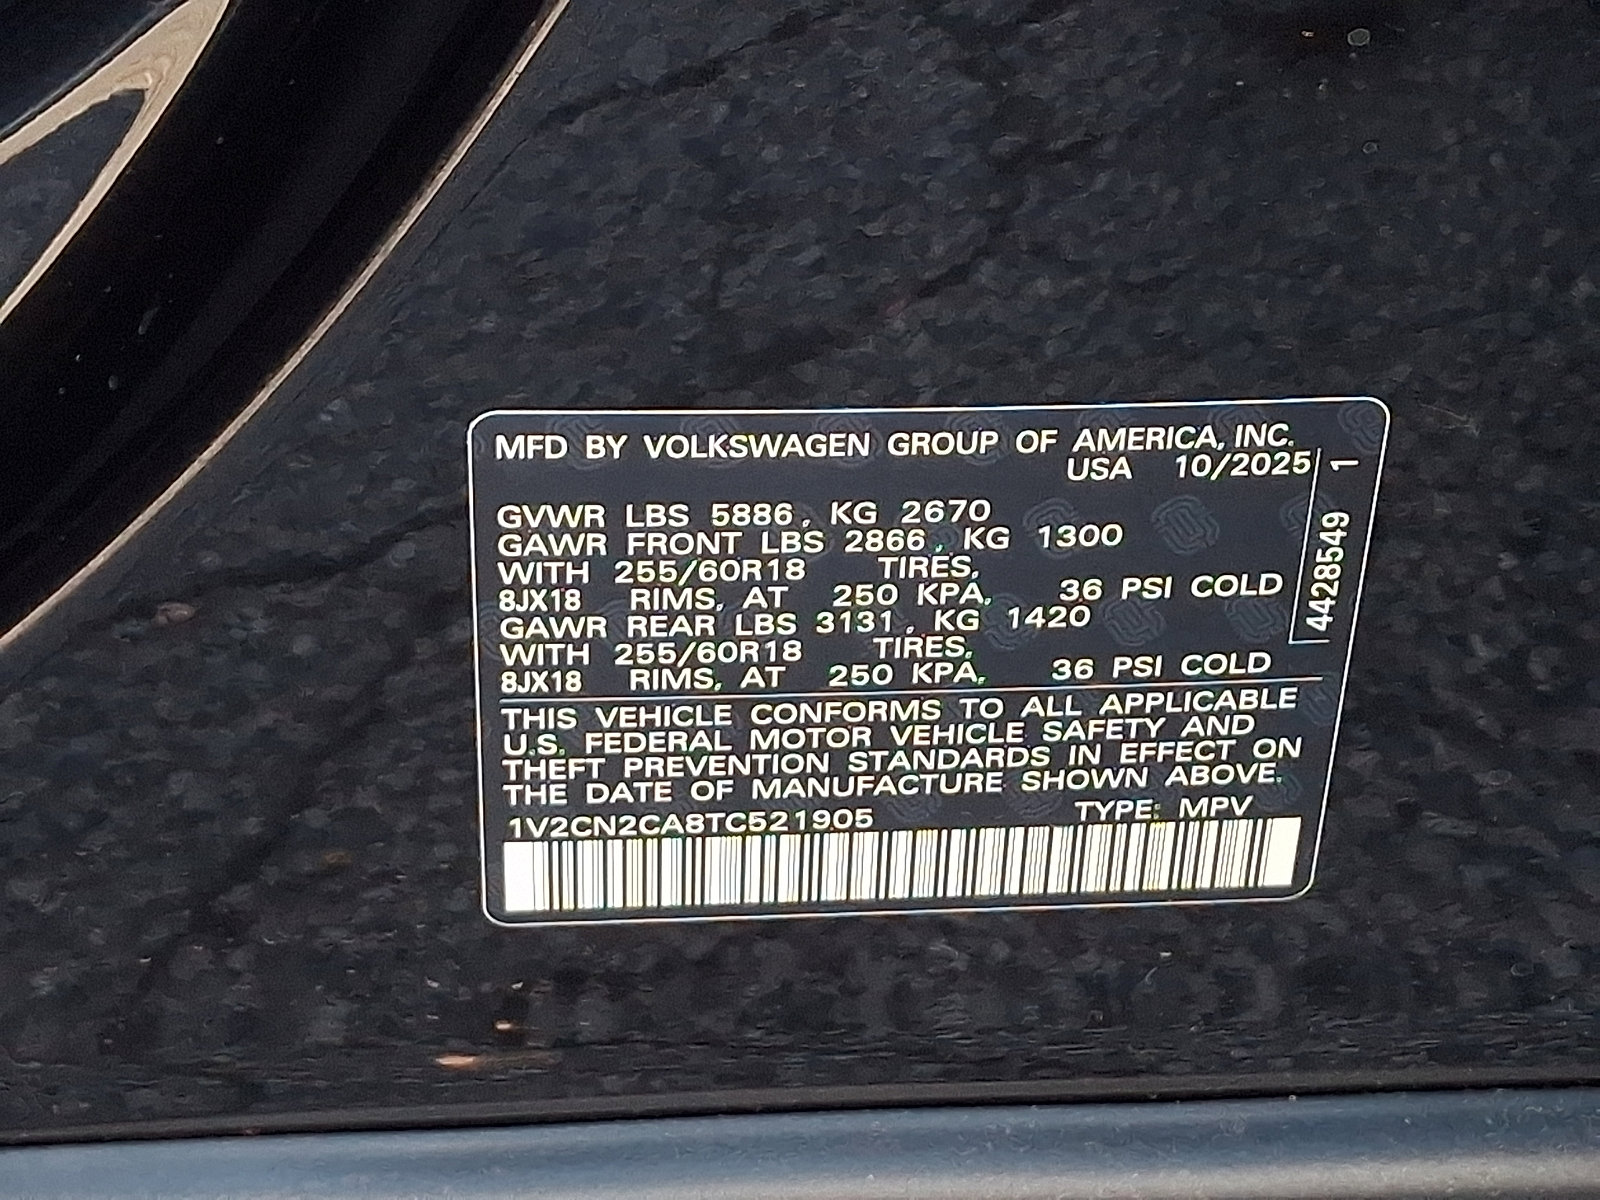 MFD BY VOLKSWAGEN GROUP OF AMERICA, INC.
USA 10/2025
GVWR LBS 5886, KG 2670
GAWR FRONT LBS 2866, KG 1300
WITH 255/60R18 TIRES,
8JX18 RIMS, AT 250 KPA, 36 PSI COLD
GAWR REAR LBS 3131, KG 1420
WITH 255/60R18 TIRES,
8JX18 RIMS, AT 250 KPA, 36 PSI COLD
THIS VEHICLE CONFORMS TO ALL APPLICABLE
U.S. FEDERAL MOTOR VEHICLE SAFETY AND
THEFT PREVENTION STANDARDS IN EFFECT ON
THE DATE OF MANUFACTURE SHOWN ABOVE.
1V2CN2CA8TC521905 TYPE: MPV
4428549 1